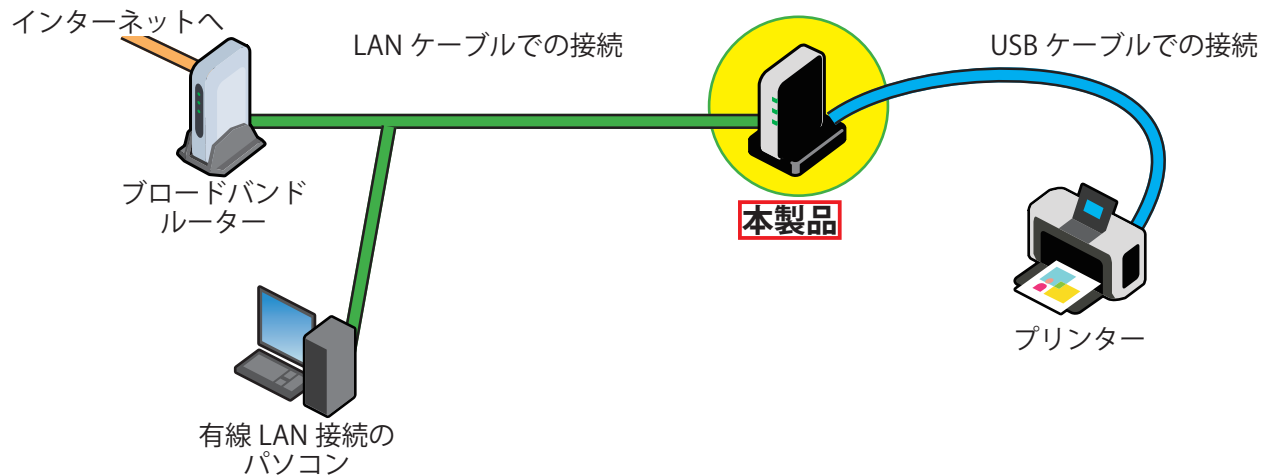 インターネットへ
LAN ケーブルでの接続
USB ケーブルでの接続
ブロードバンド
ルーター
本製品
プリンター
有線 LAN 接続の
パソコン